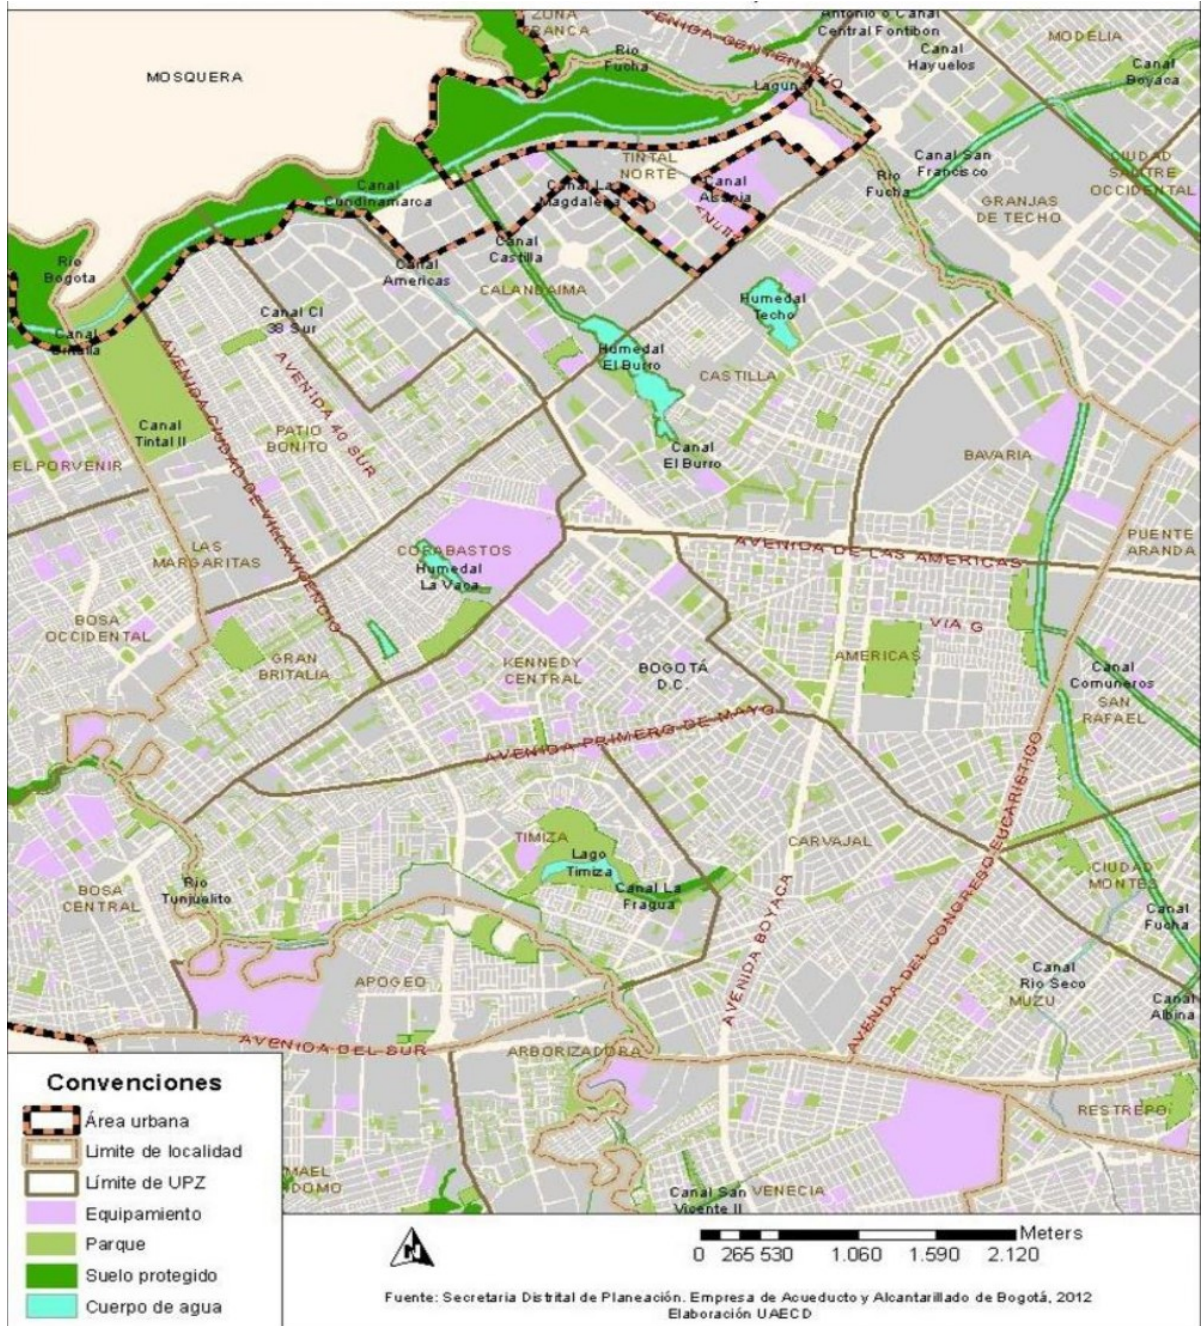 ZONA
FRANCA
AVENIDA CENTENARIO
Antonio o Canal
Central Fontibon
MODELIA
Rio
Fucha
Canal
Hayuelos
Canal
Boyaca
MOSQUERA
Laguna
TINTAL
NORTE
Canal San
Francisco
CIUDAD
SALITRE
OCCIDENTAL
Canal
Cundinamarca
Canal La
Magdalena
Canal
Alsacia
Rio
Fucha
GRANJAS
DE TECHO
Canal
Castilla
Rio
Bogota
Canal
Americas
CALANDAIMA
Humedal
Techo
Canal Cl
38 Sur
Canal
Britalia
Humedal
El Burro
CASTILLA
AVENIDA CIUDAD DE VILLAVICENCIO
AVENIDA 40 SUR
Canal
Tintal II
PATIO
BONITO
EL PORVENIR
Canal
El Burro
BAVARIA
LAS
MARGARITAS
CORABASTOS
Humedal
La Vaca
AVENIDA DE LAS AMERICAS
PUENTE
ARANDA
BOSA
OCCIDENTAL
VIA G
GRAN
BRITALIA
KENNEDY
CENTRAL
BOGOTÁ
D.C.
AMERICAS
Canal
Comuneros
SAN
RAFAEL
AVENIDA PRIMERO DE MAYO
AVENIDA DEL CONGRESO EUCARISTICO
TIMIZA
CARVAJAL
Lago
Timiza
Canal La
Fragua
CIUDAD
MONTES
BOSA
CENTRAL
Rio
Tunjuelito
Canal
Fucha
AVENIDA BOYACA
APOGEO
Canal
Rio Seco
MUZU
Canal
Albina
AVENIDA DEL SUR
ARBORIZADORA
RESTREPO
Canal San
Vicente II
VENECIA
Convenciones
Área urbana
Limite de localidad
Límite de UPZ
Equipamiento
Parque
Suelo protegido
Cuerpo de agua
N
Meters
0 265 530 1.060 1.590 2.120
Fuente: Secretaria Distrital de Planeación. Empresa de Acueducto y Alcantarillado de Bogotá, 2012
Elaboración UAECD